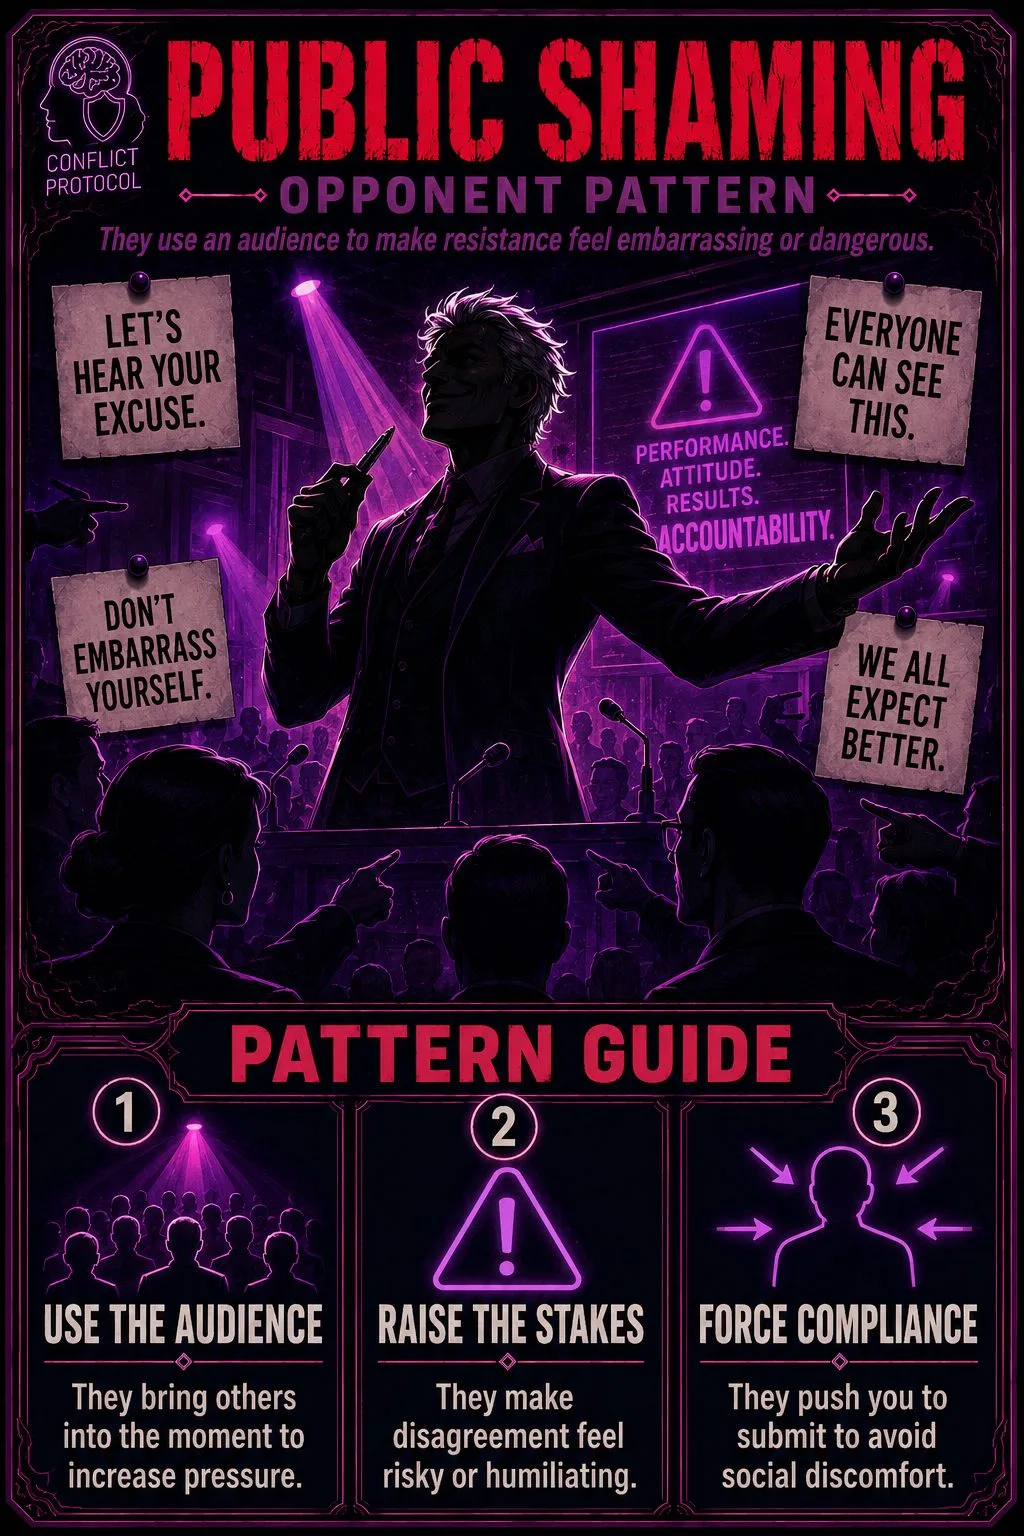 PUBLIC SHAMING
CONFLICT
PROTOCOL
OPPONENT PATTERN
They use an audience to make resistance feel embarrassing or dangerous.
LET'S
HEAR YOUR
EXCUSE.
EVERYONE
CAN SEE
THIS.
PERFORMANCE.
ATTITUDE.
RESULTS.
ACCOUNTABILITY.
DON'T
EMBARRASS
YOURSELF.
WE ALL
EXPECT
BETTER.
PATTERN GUIDE
1
USE THE AUDIENCE
They bring others
into the moment to
increase pressure.
2
RAISE THE STAKES
They make
disagreement feel
risky or humiliating.
3
FORCE COMPLIANCE
They push you to
submit to avoid
social discomfort.